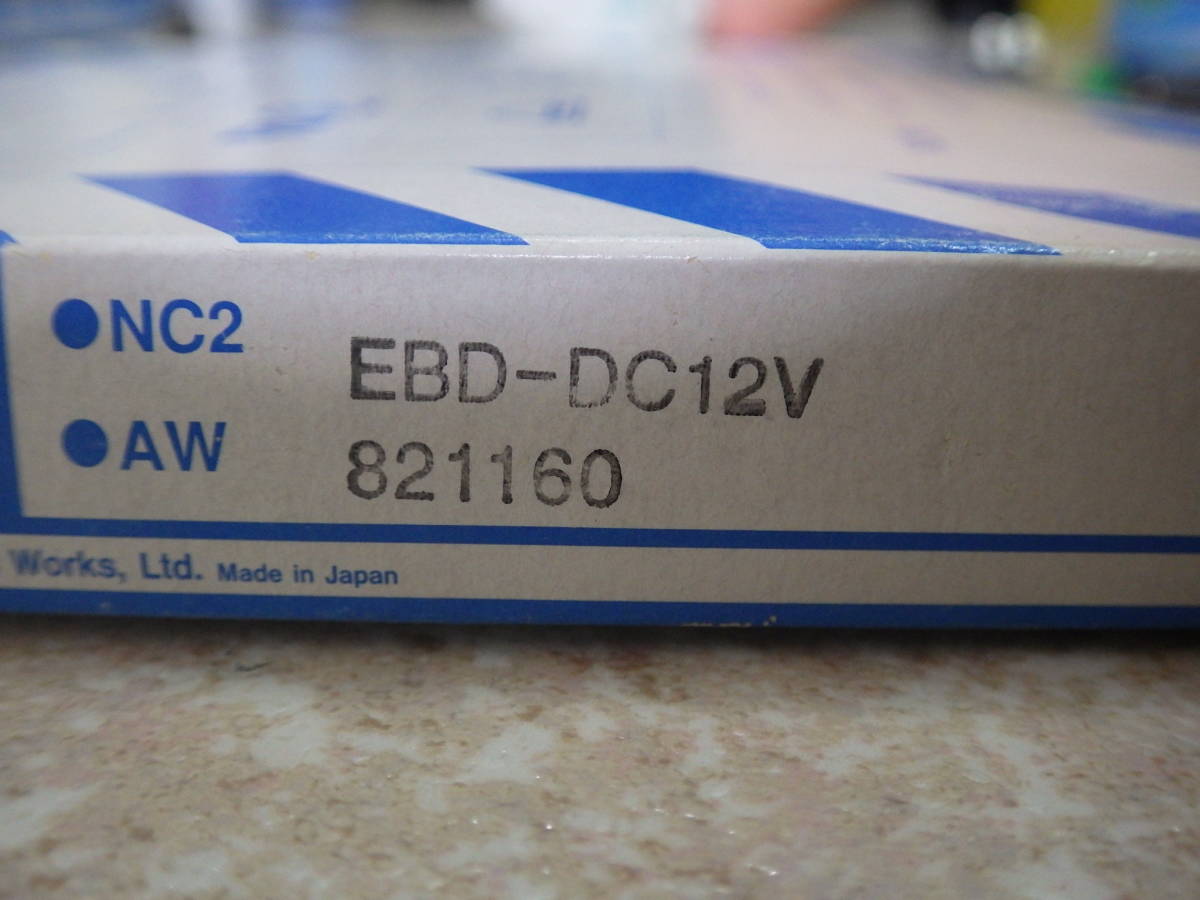 ●NC2 EBD-DC12V
●AW 821160
Works, Ltd. Made in Japan